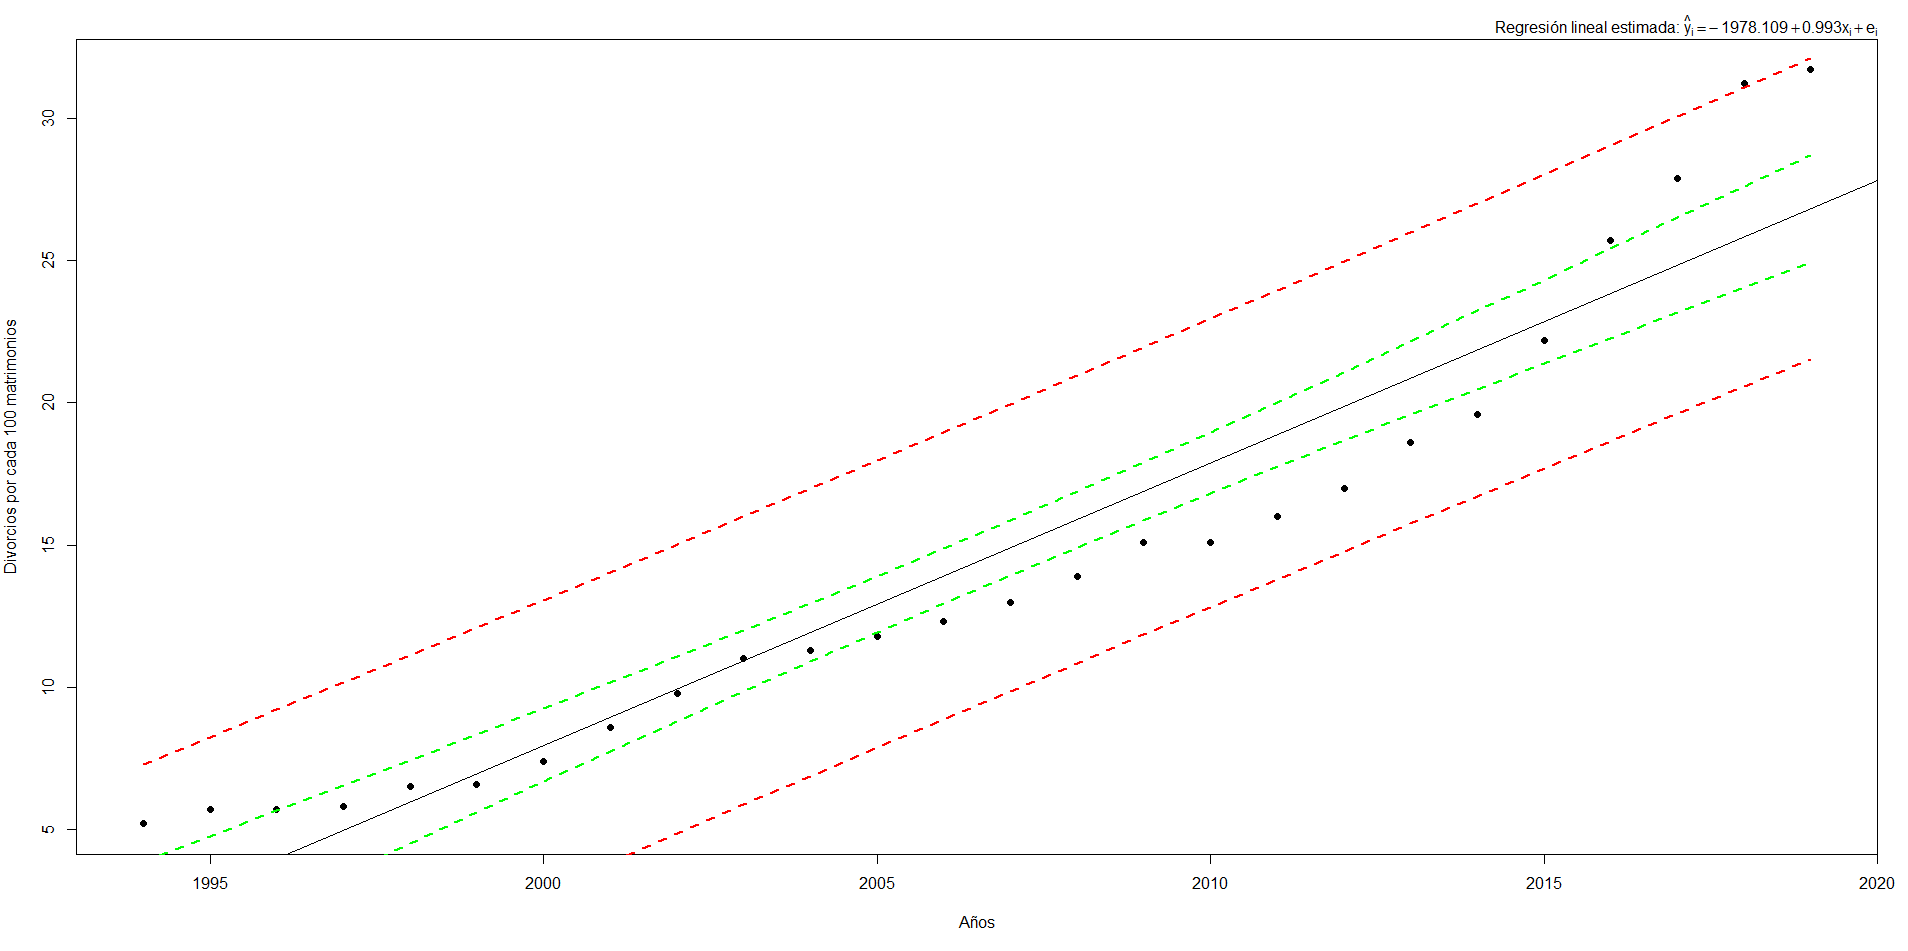 Regresión lineal estimada: ŷᵢ = − 1978.109 + 0.993xᵢ + eᵢ
Divorcios por cada 100 matrimonios
30
25
20
15
10
5
1995 2000 2005 2010 2015 2020
Años